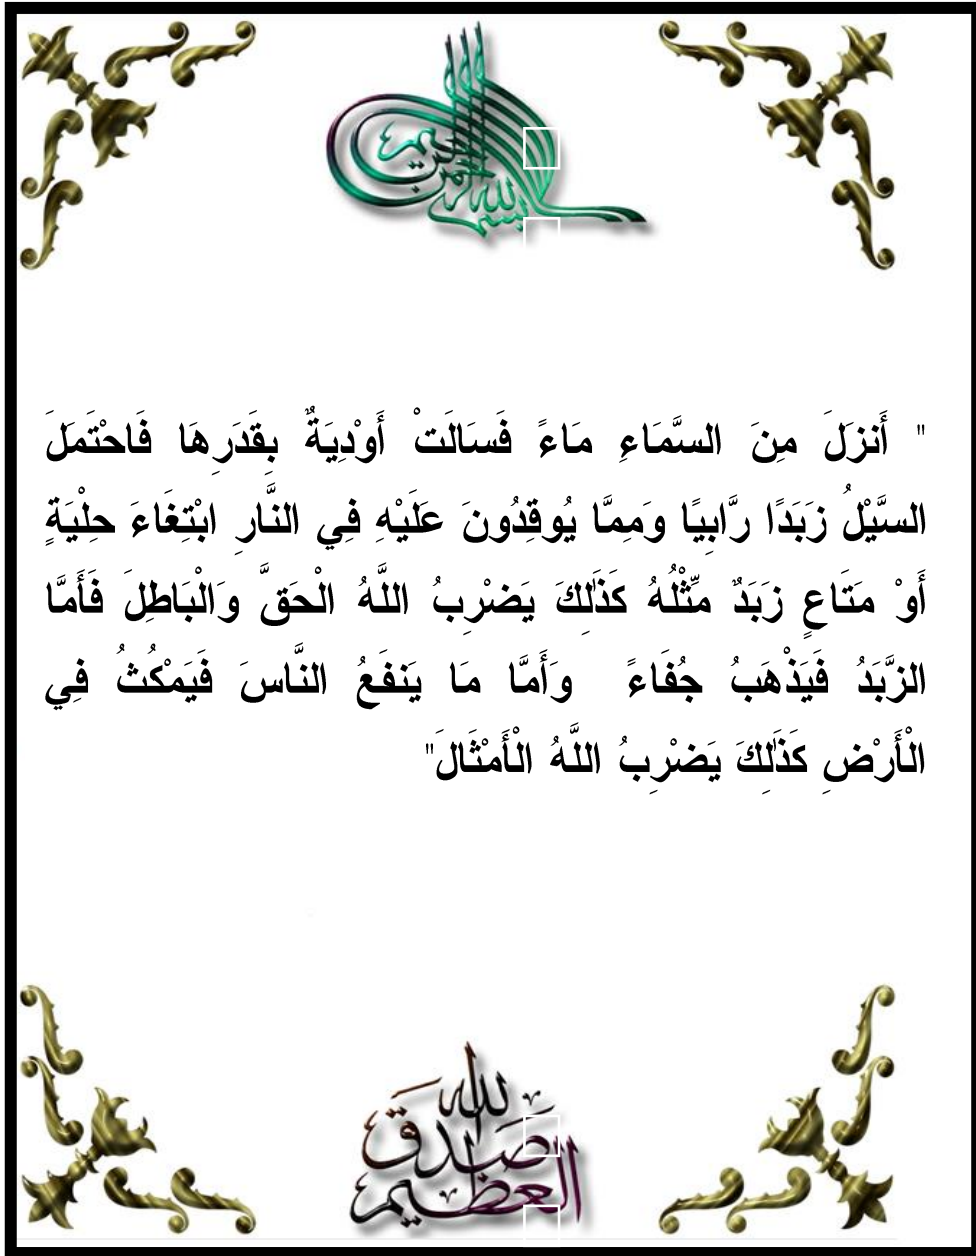 بسم الله الرحمن الرحيم
" أَنزَلَ مِنَ السَّمَاءِ مَاءً فَسَالَتْ أَوْدِيَةٌ بِقَدَرِهَا فَاحْتَمَلَ
السَّيْلُ زَبَدًا رَّابِيًا وَمِمَّا يُوقِدُونَ عَلَيْهِ فِي النَّارِ ابْتِغَاءَ حِلْيَةٍ
أَوْ مَتَاعٍ زَبَدٌ مِّثْلُهُ كَذَٰلِكَ يَضْرِبُ اللَّهُ الْحَقَّ وَالْبَاطِلَ فَأَمَّا
الزَّبَدُ فَيَذْهَبُ جُفَاءً وَأَمَّا مَا يَنفَعُ النَّاسَ فَيَمْكُثُ فِي
الْأَرْضِ كَذَٰلِكَ يَضْرِبُ اللَّهُ الْأَمْثَالَ"
صدق الله العظيم